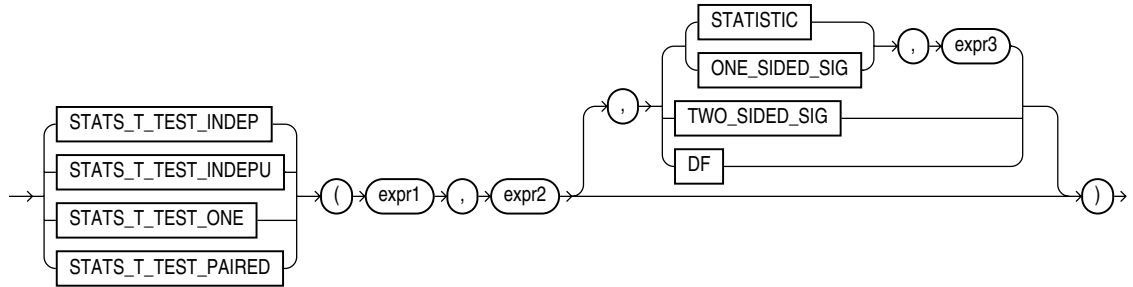 STATISTIC
ONE_SIDED_SIG
, expr3
,
TWO_SIDED_SIG
DF
STATS_T_TEST_INDEP
STATS_T_TEST_INDEPU
STATS_T_TEST_ONE
STATS_T_TEST_PAIRED
( expr1 , expr2 )